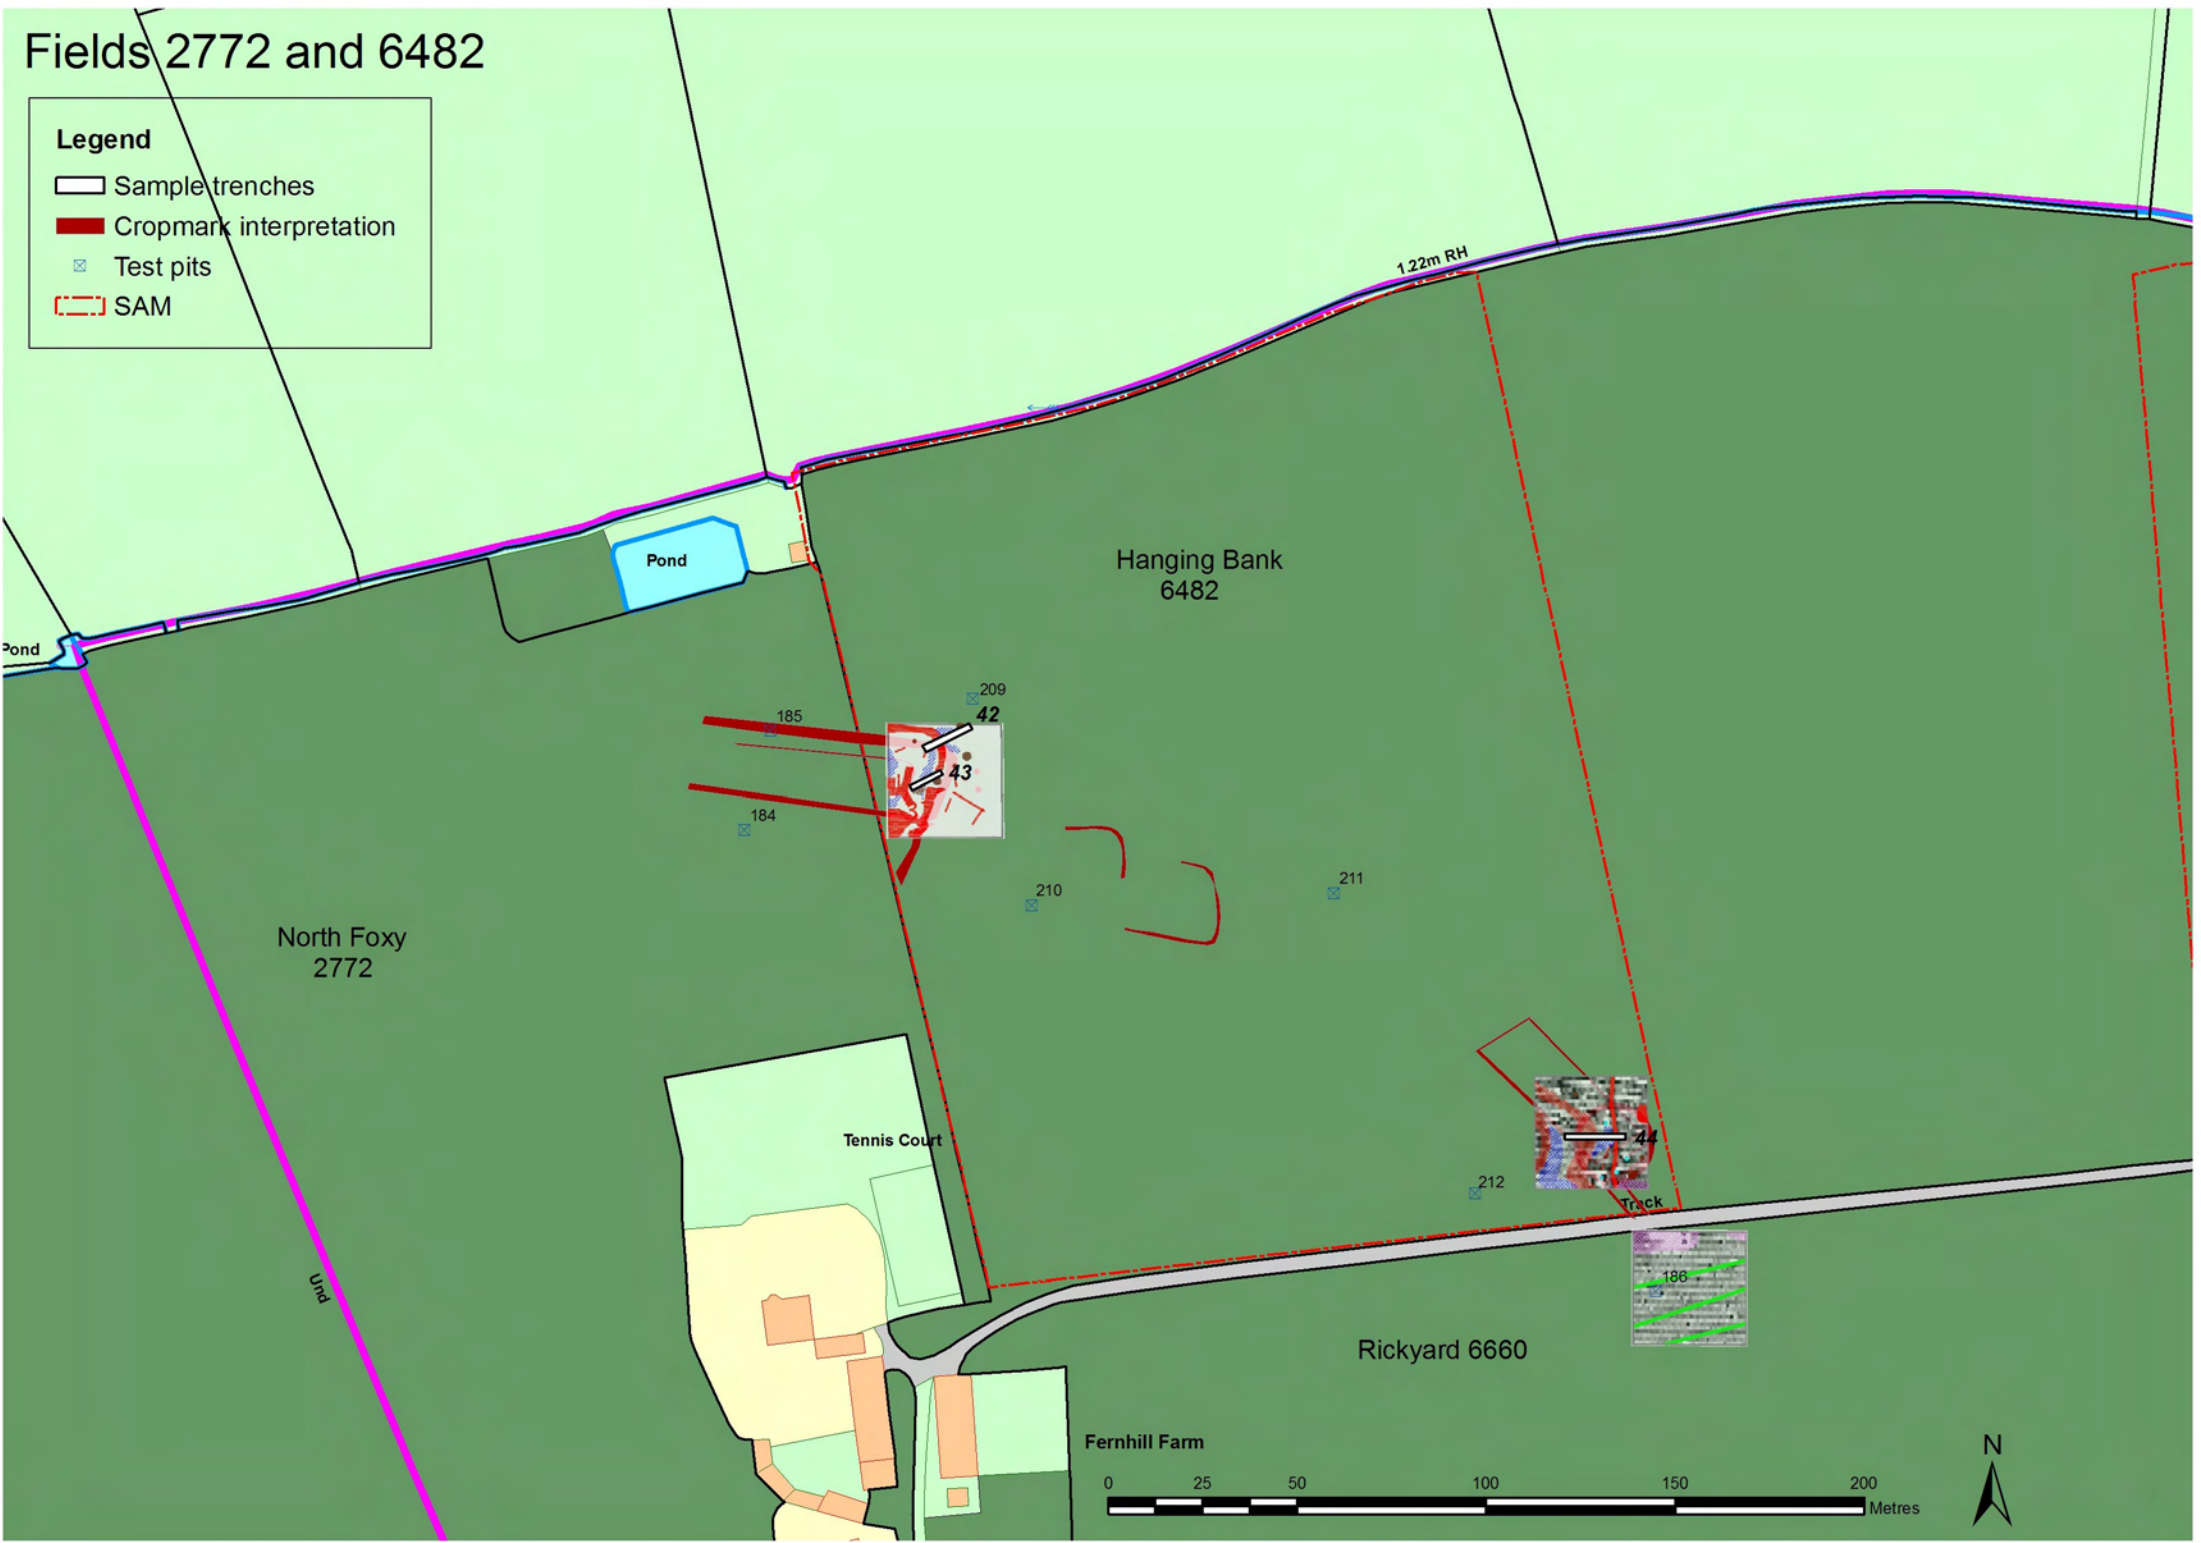 Fields 2772 and 6482
Legend
Sample trenches
Cropmark interpretation
Test pits
SAM
1.22m RH
Pond
Pond
Hanging Bank
6482
209
42
185
43
184
210
211
North Foxy
2772
Tennis Court
44
212
Track
186
Und
Rickyard 6660
Fernhill Farm
N
0 25 50 100 150 200
Metres